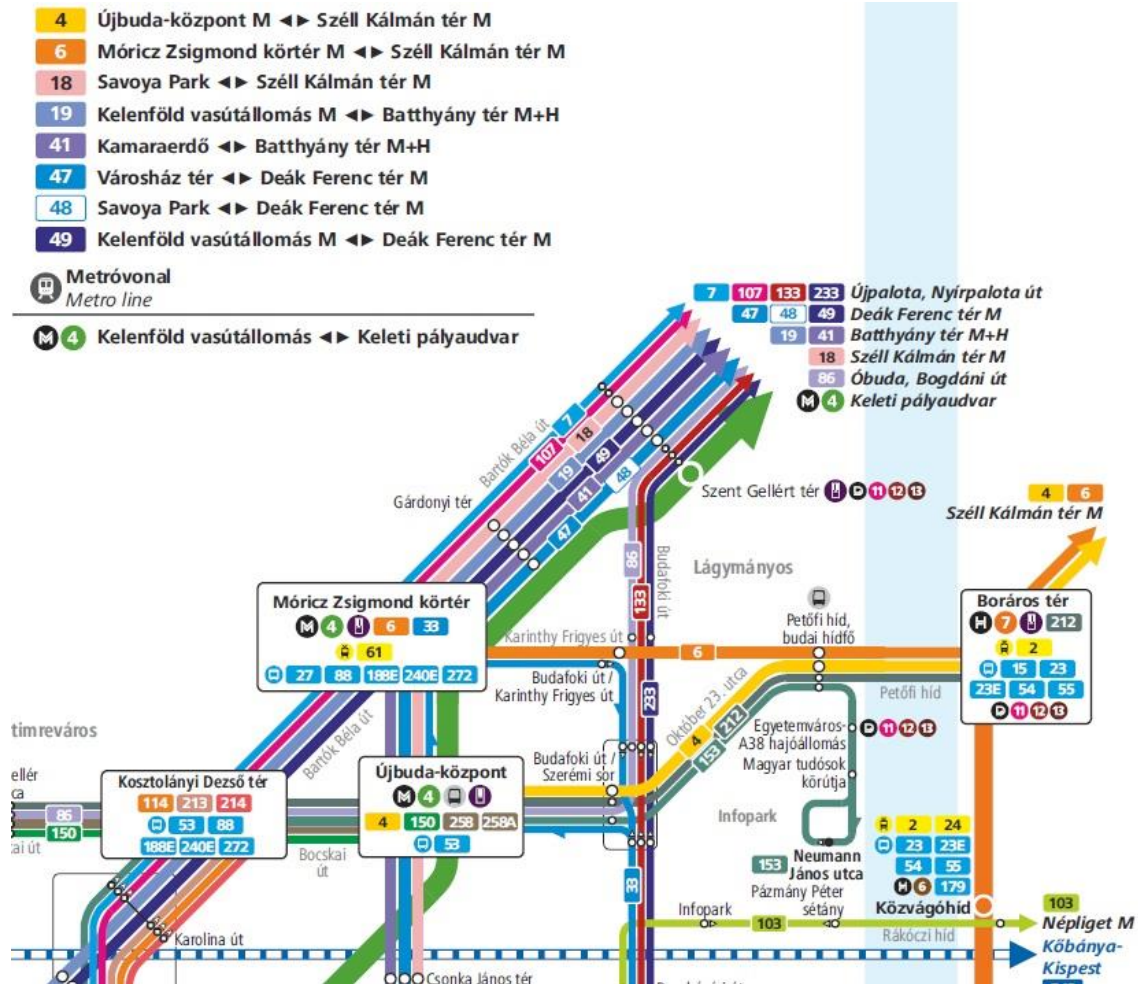 4 Újbuda-központ M ◄► Széll Kálmán tér M
6 Móricz Zsigmond körtér M ◄► Széll Kálmán tér M
18 Savoya Park ◄► Széll Kálmán tér M
19 Kelenföld vasútállomás M ◄► Batthyány tér M+H
41 Kamaraerdő ◄► Batthyány tér M+H
47 Városház tér ◄► Deák Ferenc tér M
48 Savoya Park ◄► Deák Ferenc tér M
49 Kelenföld vasútállomás M ◄► Deák Ferenc tér M
Metróvonal
Metro line
M 4 Kelenföld vasútállomás ◄► Keleti pályaudvar
7 107 133 233 Újpalota, Nyírpalota út
47 48 49 Deák Ferenc tér M
19 41 Batthyány tér M+H
18 Széll Kálmán tér M
86 Óbuda, Bogdáni út
M 4 Keleti pályaudvar
Bartók Béla út
7
107
18
19
49
41
48
47
Gárdonyi tér
Szent Gellért tér D 11 12 13
4 6
Széll Kálmán tér M
86
133
Budafoki út
233
Lágymányos
Móricz Zsigmond körtér
M 4 6 33
61
27 88 188E 240E 272
Karinthy Frigyes út
6
Petőfi híd,
budai hídfő
Boráros tér
H 7 212
2
15 23
23E 54 55
D 11 12 13
Budafoki út /
Karinthy Frigyes út
Petőfi híd
Október 23. utca
4
153 212
Egyetemváros-
A38 hajóállomás D 11 12 13
Magyar tudósok
körútja
Budafoki út /
Szerémi sor
Bartók Béla út
timreváros
ellér
ca
86
150
ai út
Kosztolányi Dezső tér
114 213 214
53 88
188E 240E 272
Újbuda-központ
M 4
4 150 258 258A
53
Bocskai
út
Infopark
153 Neumann
János utca
Pázmány Péter
sétány
2 24
23 23E
54 55
H 6 179
Közvágóhíd
33
Infopark
103
Rákóczi híd
103
Népliget M
Kőbánya-
Kispest
Karolina út
Csonka János tér